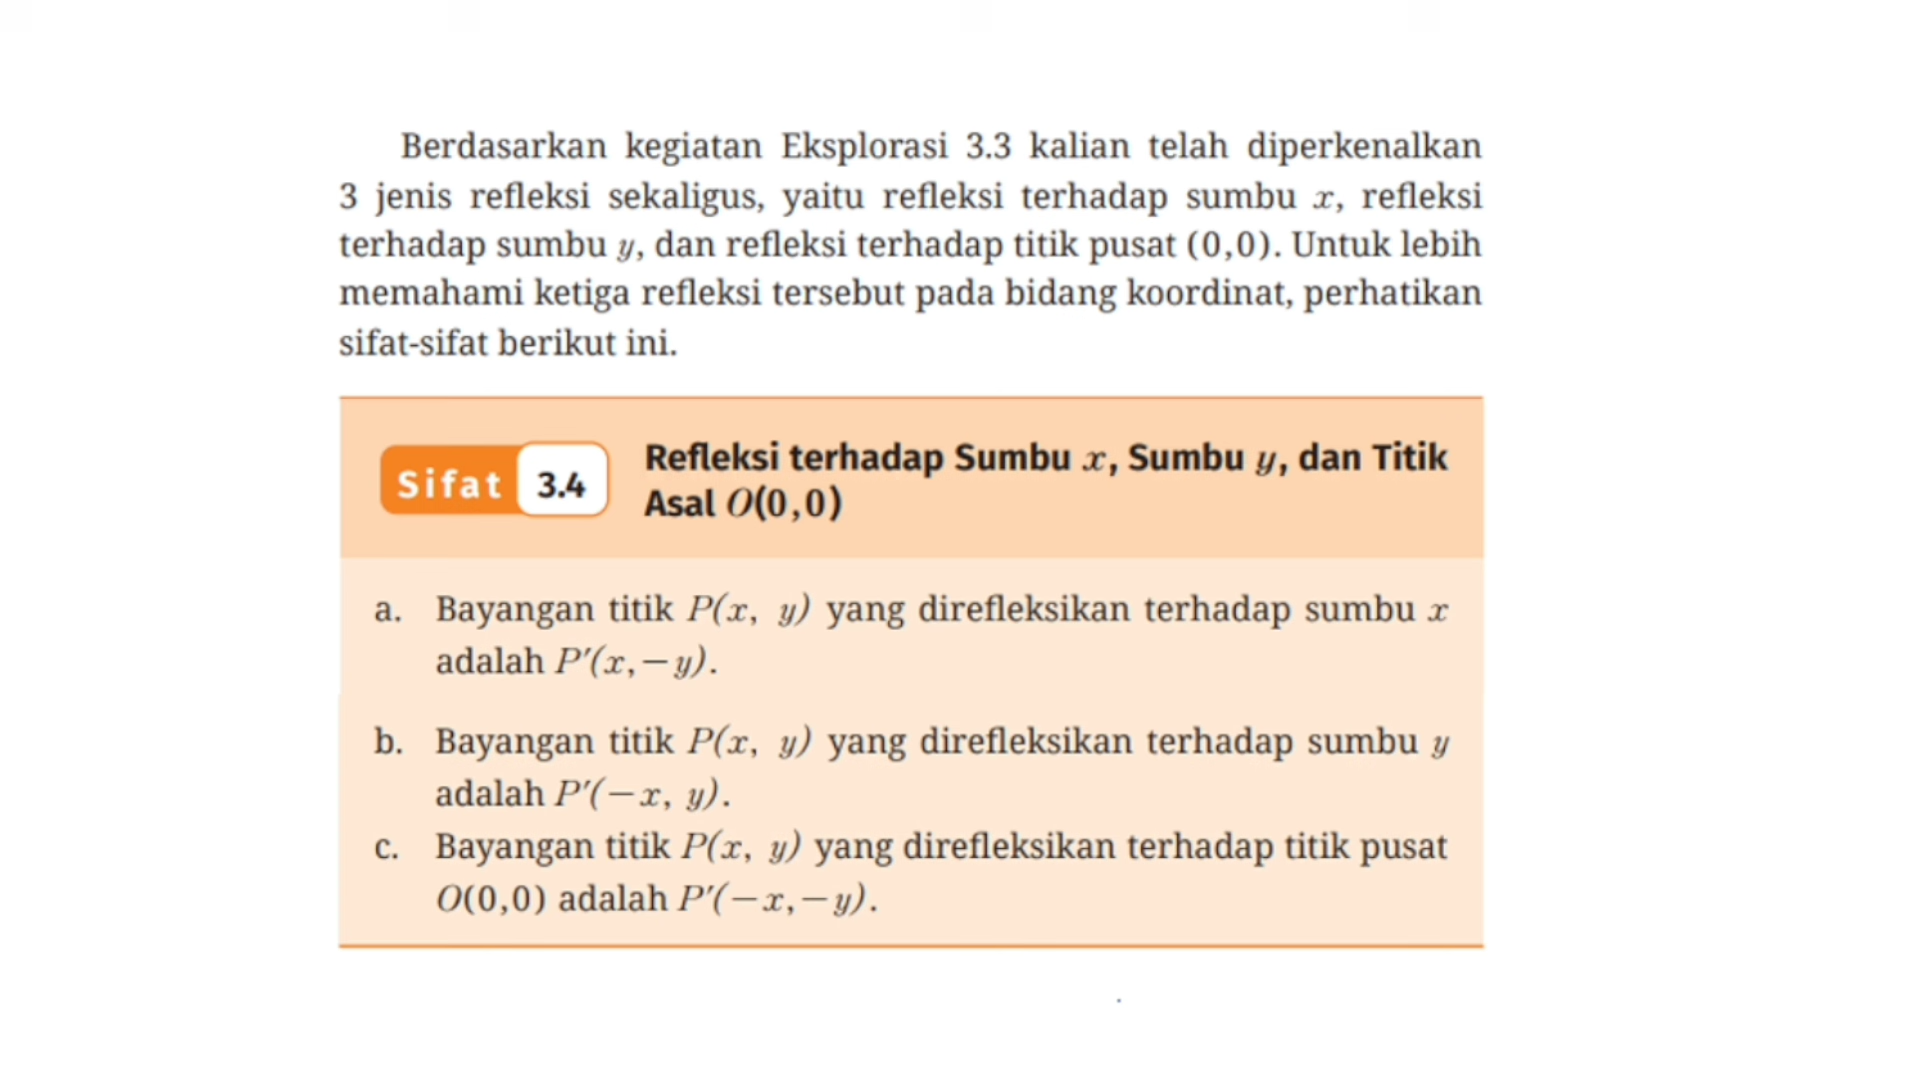 Berdasarkan kegiatan Eksplorasi 3.3 kalian telah diperkenalkan
3 jenis refleksi sekaligus, yaitu refleksi terhadap sumbu x, refleksi
terhadap sumbu y, dan refleksi terhadap titik pusat (0,0). Untuk lebih
memahami ketiga refleksi tersebut pada bidang koordinat, perhatikan
sifat-sifat berikut ini.
Sifat 3.4
Refleksi terhadap Sumbu x, Sumbu y, dan Titik
Asal O(0,0)
a. Bayangan titik P(x, y) yang direfleksikan terhadap sumbu x
adalah P′(x,−y).
b. Bayangan titik P(x, y) yang direfleksikan terhadap sumbu y
adalah P′(−x, y).
c. Bayangan titik P(x, y) yang direfleksikan terhadap titik pusat
O(0,0) adalah P′(−x,−y).